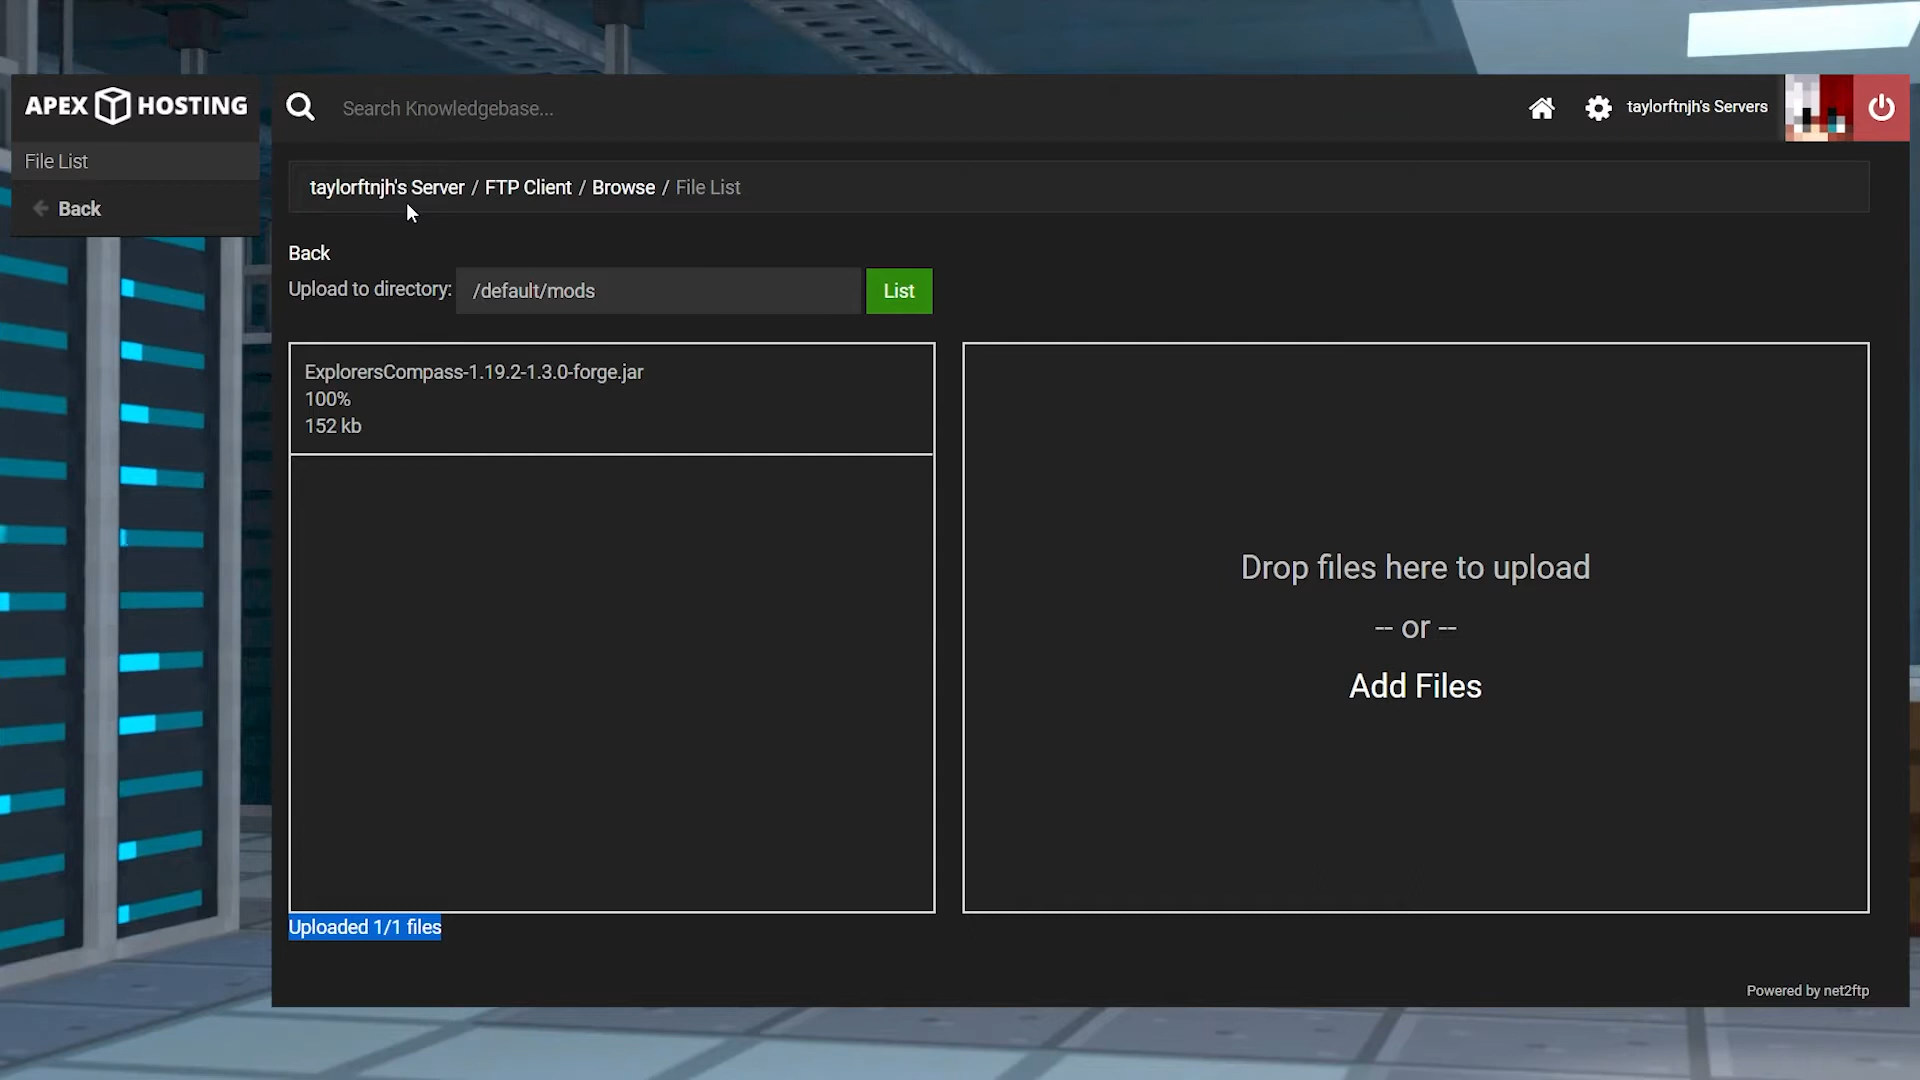 APEX HOSTING
Search Knowledgebase...
taylorftnjh's Servers
File List
Back
taylorftnjh's Server / FTP Client / Browse / File List
Back
Upload to directory: /default/mods List
ExplorersCompass-1.19.2-1.3.0-forge.jar
100%
152 kb
Drop files here to upload
-- or --
Add Files
Uploaded 1/1 files
Powered by net2ftp